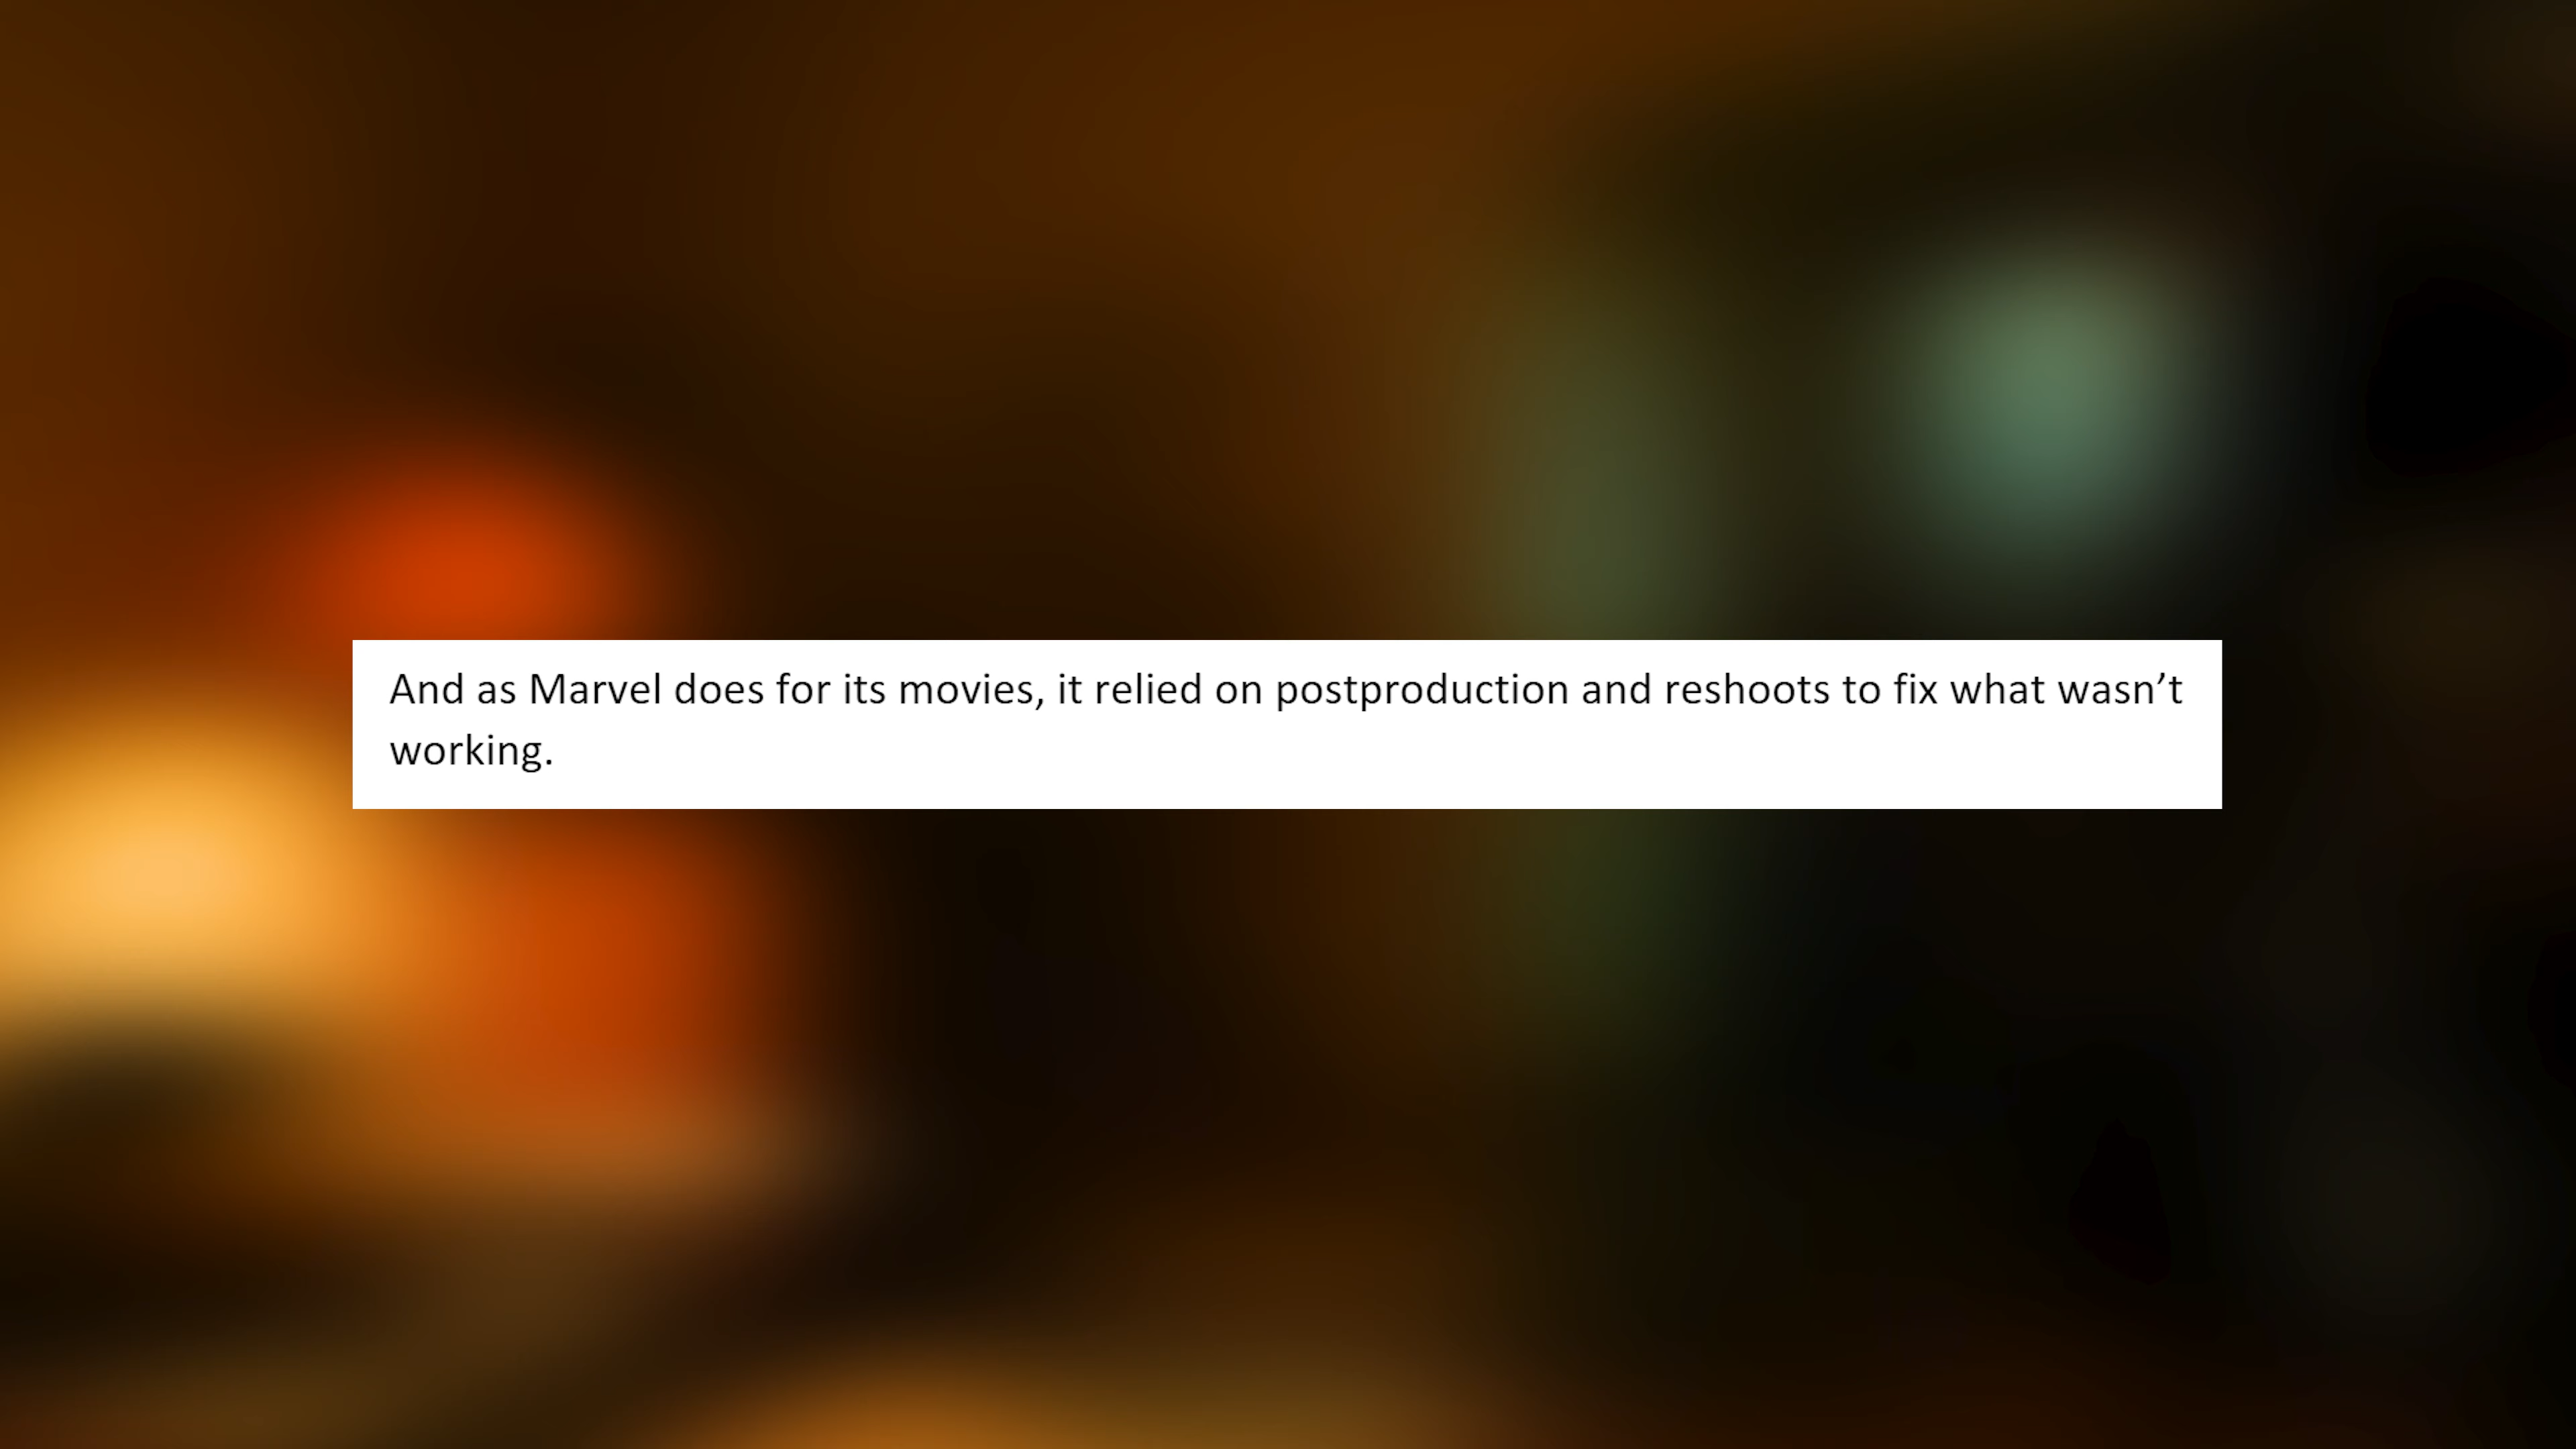 And as Marvel does for its movies, it relied on postproduction and reshoots to fix what wasn’t
working.